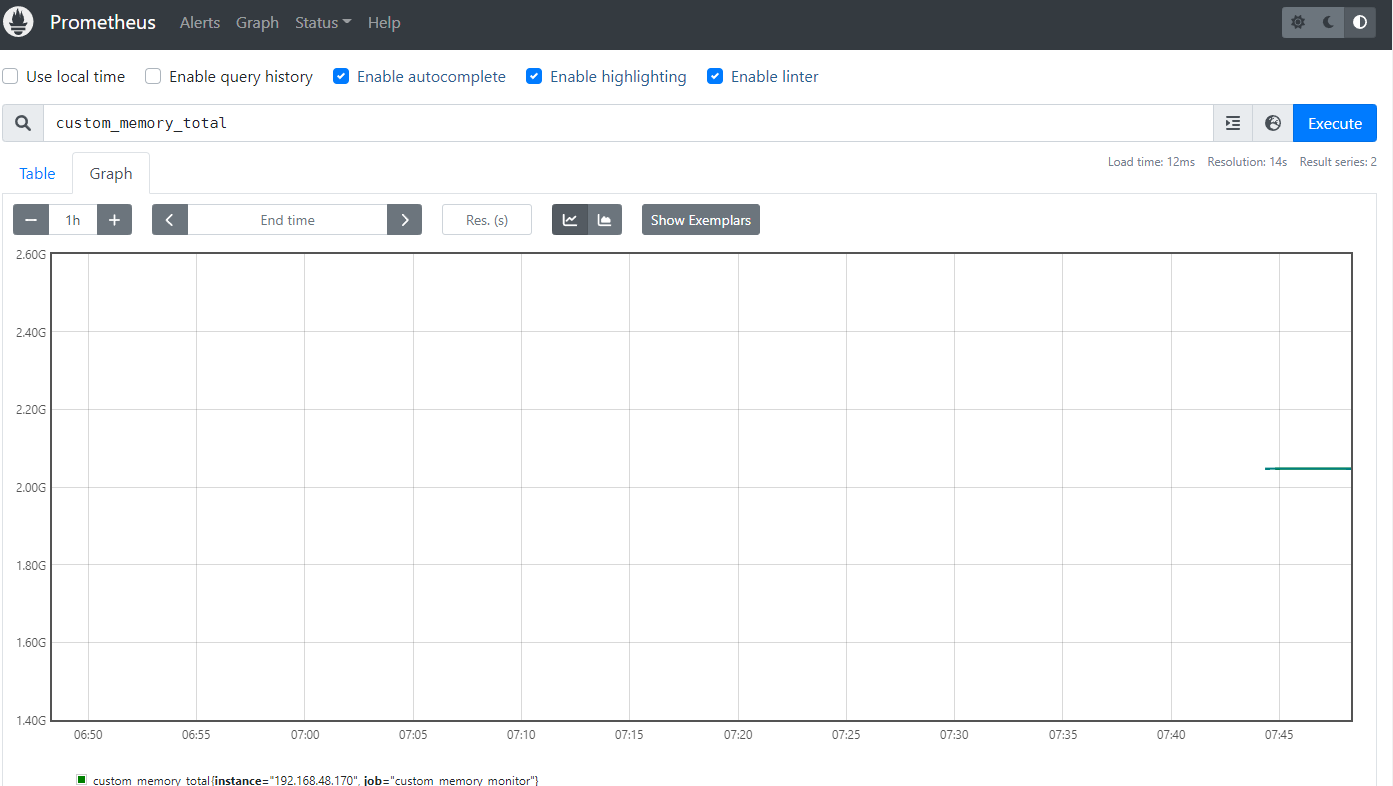 Prometheus Alerts Graph Status Help
Use local time Enable query history Enable autocomplete Enable highlighting Enable linter
custom_memory_total Execute
Load time: 12ms Resolution: 14s Result series: 2
Table Graph
1h End time Res. (s) Show Exemplars
2.60G
2.40G
2.20G
2.00G
1.80G
1.60G
1.40G
06:50 06:55 07:00 07:05 07:10 07:15 07:20 07:25 07:30 07:35 07:40 07:45
custom_memory_total{instance="192.168.48.170", job="custom_memory_monitor"}